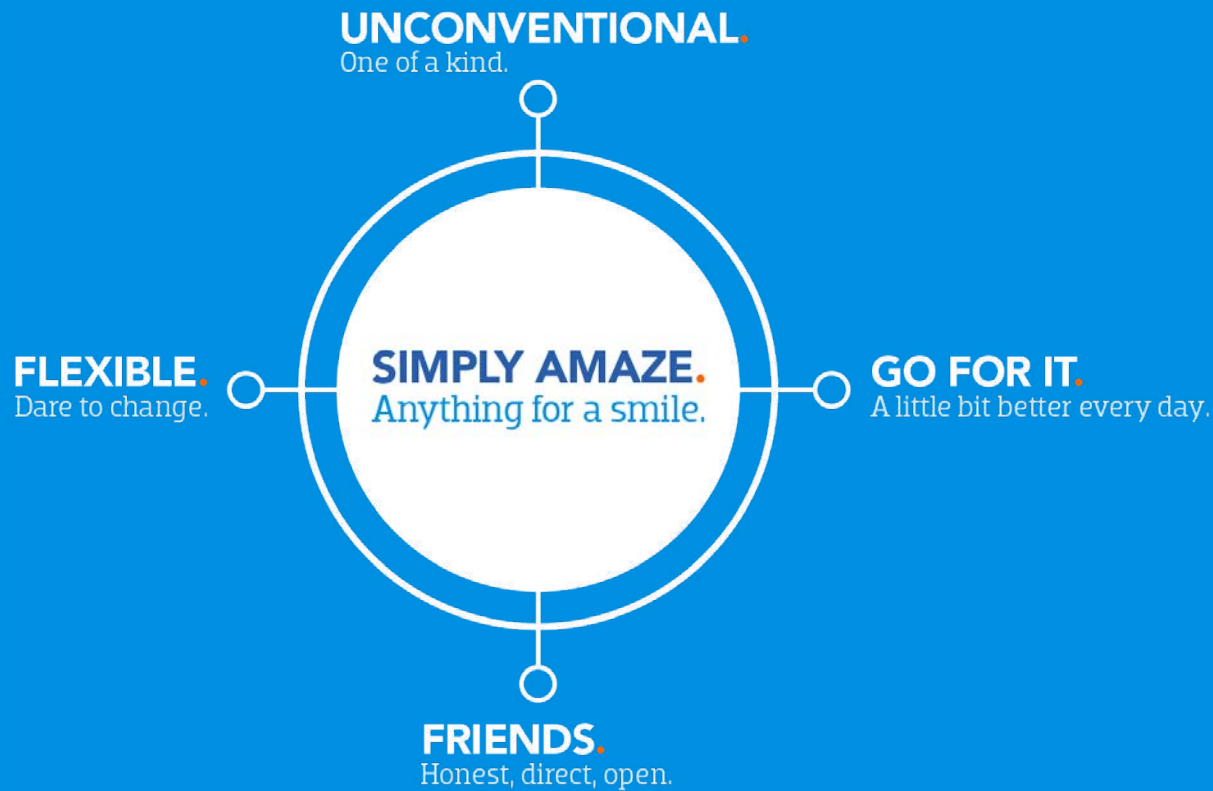 UNCONVENTIONAL.
One of a kind.
FLEXIBLE.
Dare to change.
SIMPLY AMAZE.
Anything for a smile.
GO FOR IT.
A little bit better every day.
FRIENDS.
Honest, direct, open.